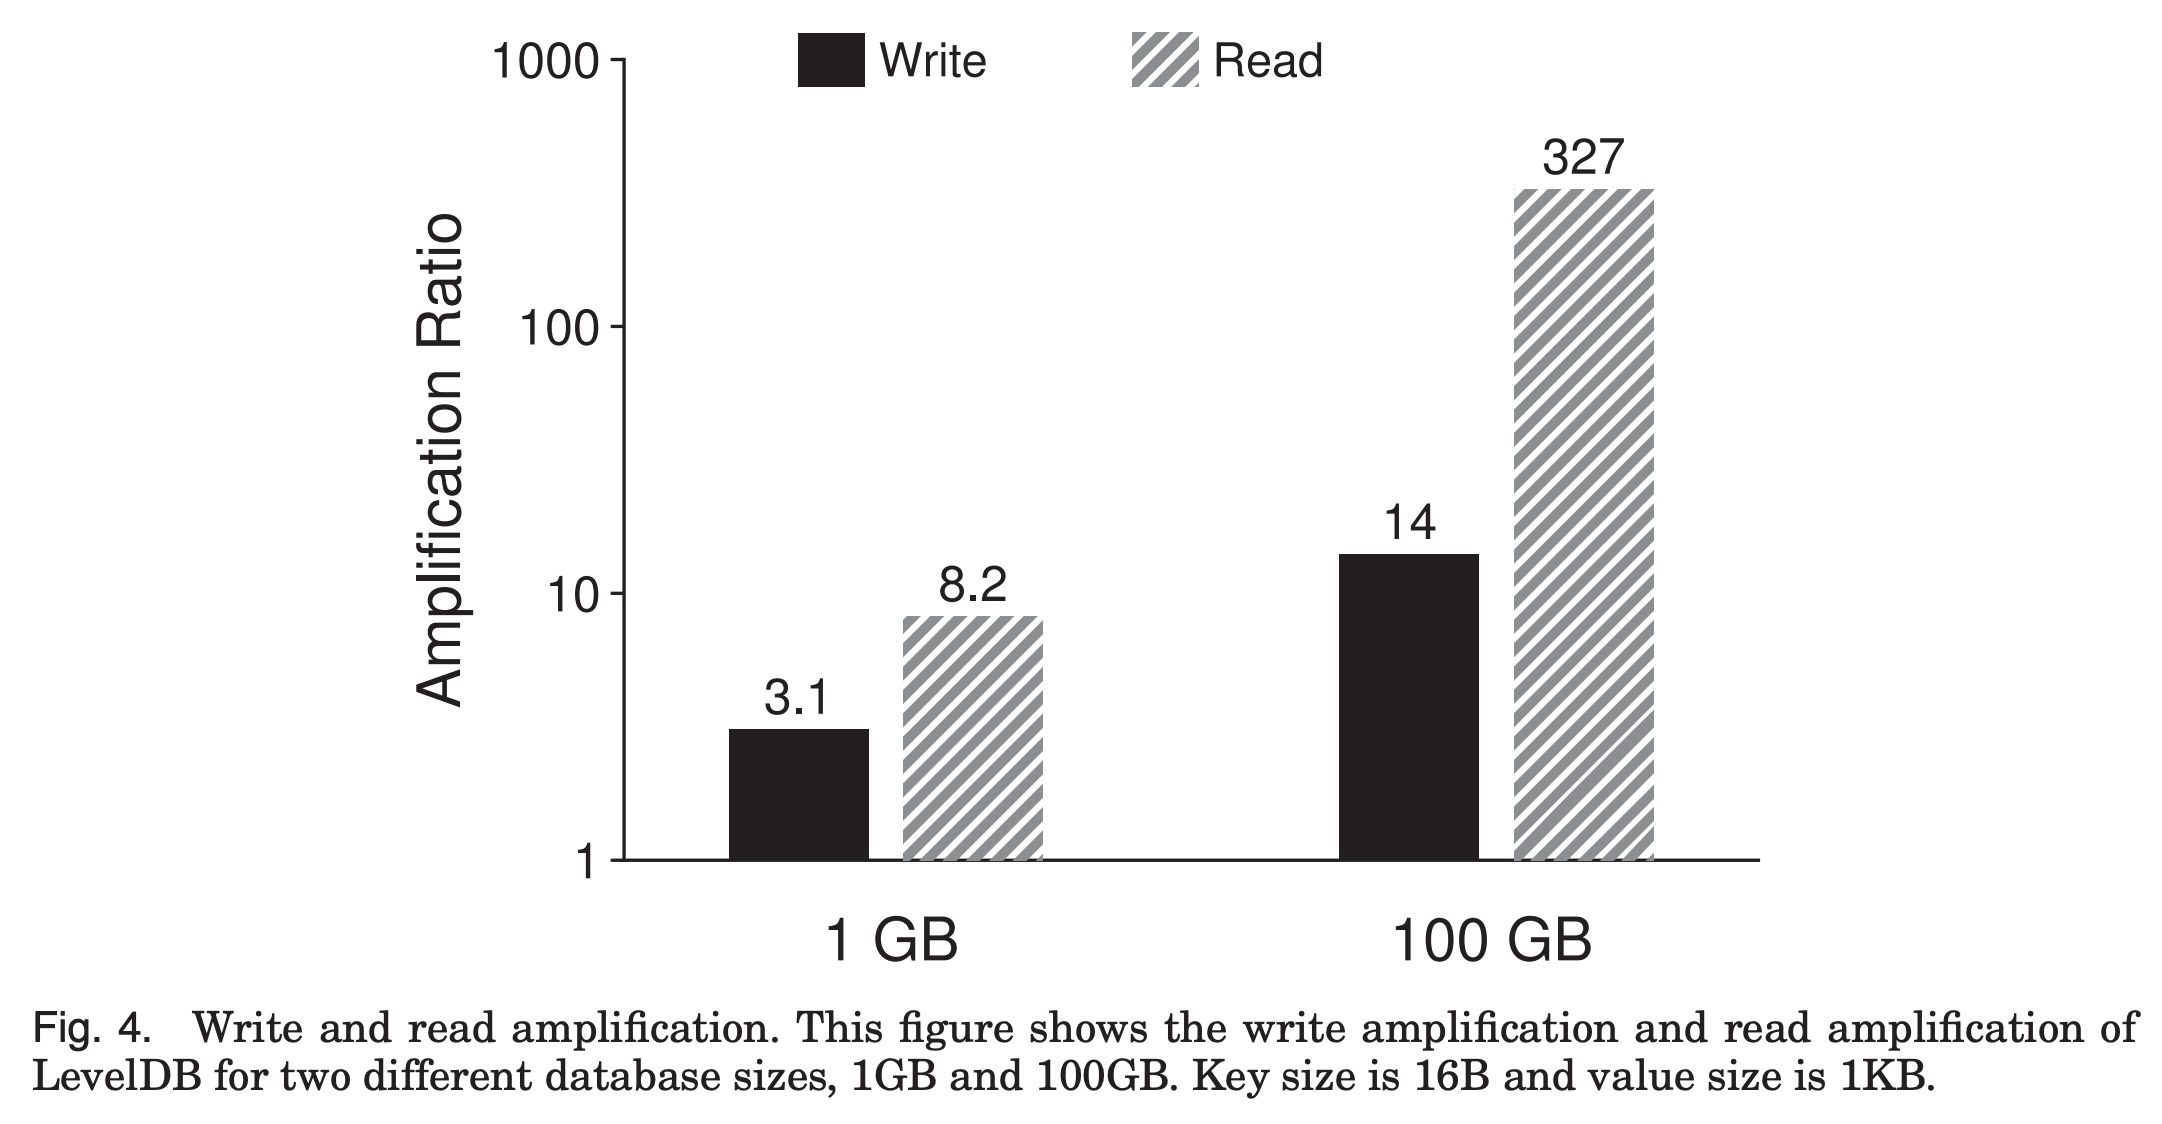 1000
Write
Read
327
Amplification Ratio
100
14
10
8.2
3.1
1
1 GB
100 GB
Fig. 4. Write and read amplification. This figure shows the write amplification and read amplification of
LevelDB for two different database sizes, 1GB and 100GB. Key size is 16B and value size is 1KB.